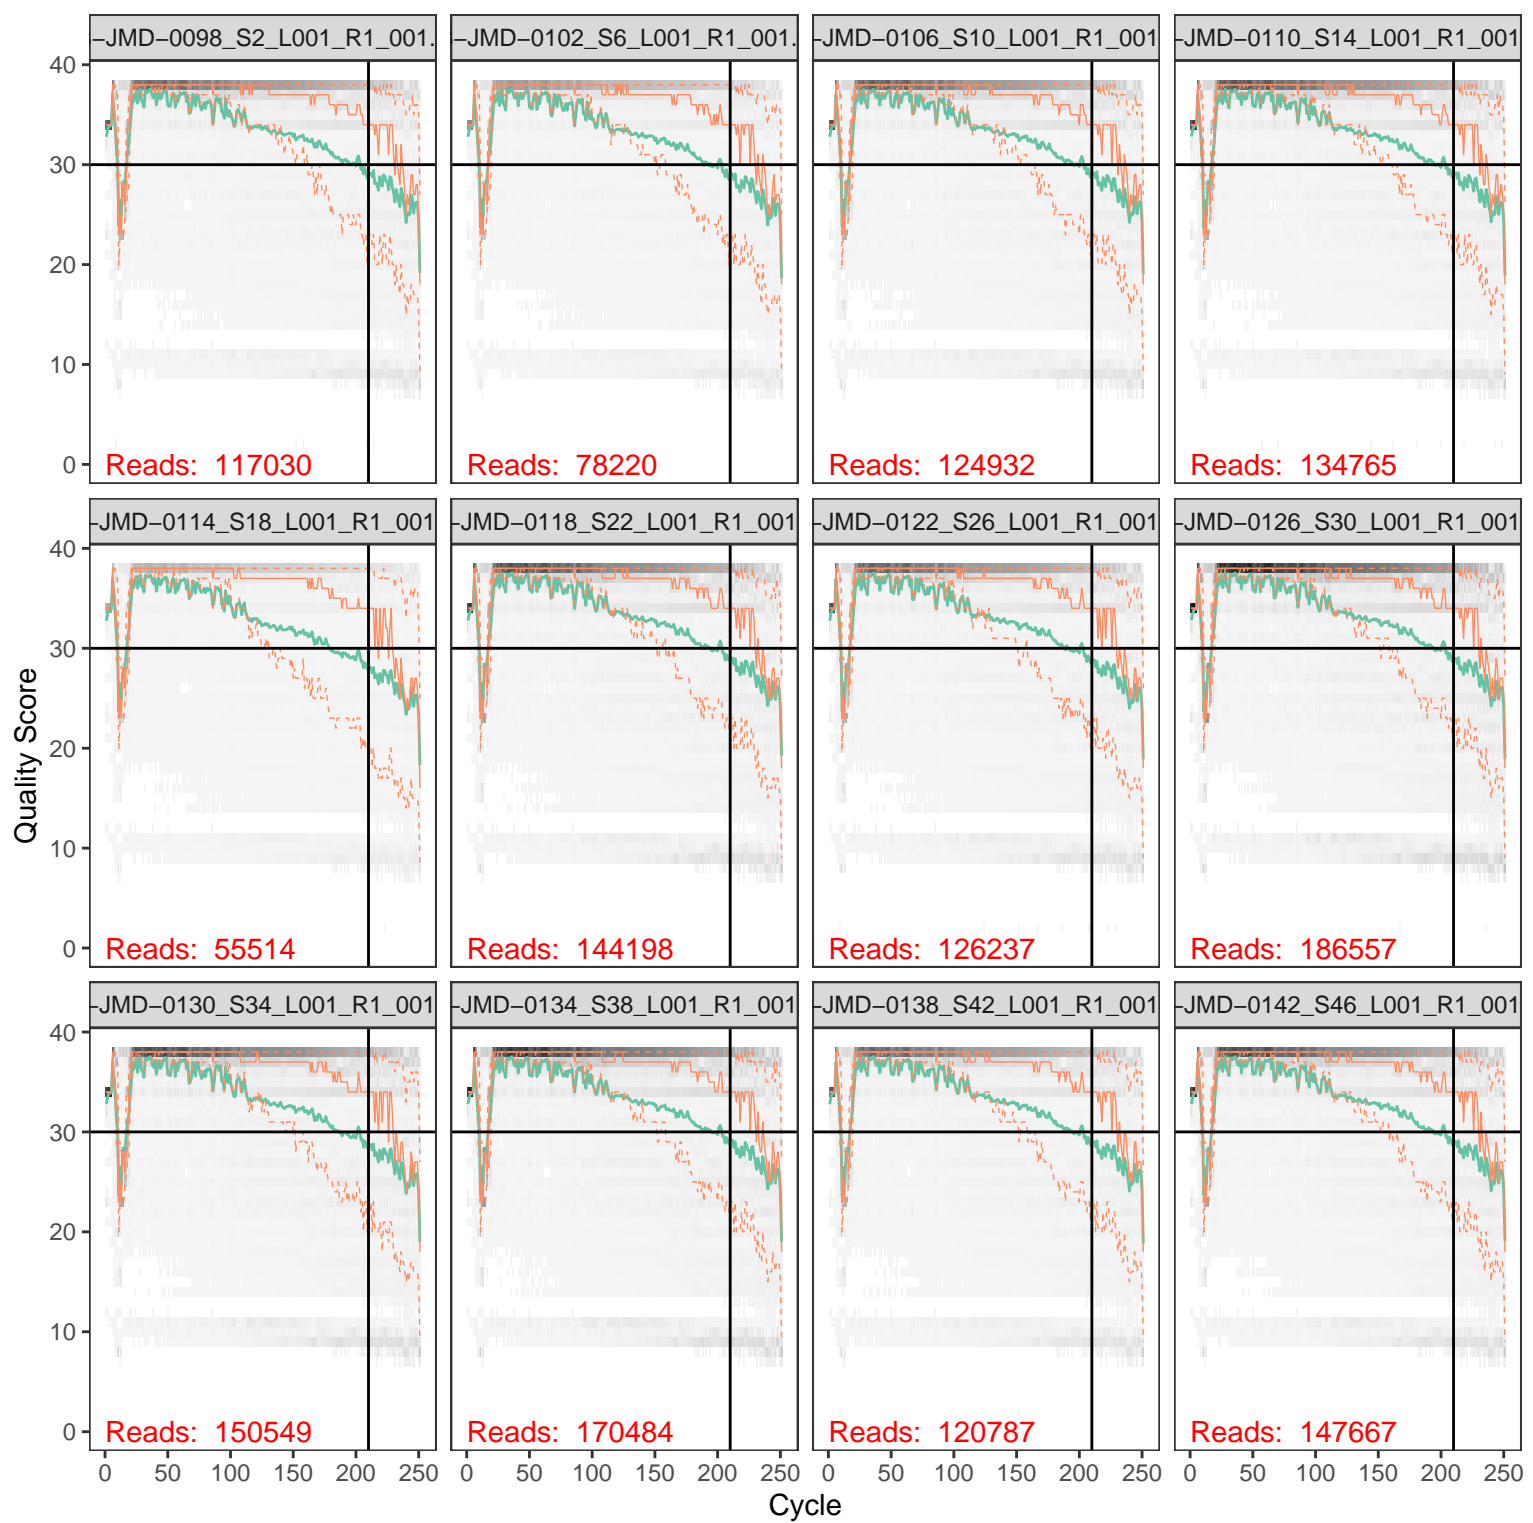 -JMD-0098_S2_L001_R1_001.
-JMD-0102_S6_L001_R1_001.
-JMD-0106_S10_L001_R1_001
-JMD-0110_S14_L001_R1_001
40
30
20
10
0
Reads: 117030
Reads: 78220
Reads: 124932
Reads: 134765
-JMD-0114_S18_L001_R1_001
-JMD-0118_S22_L001_R1_001
-JMD-0122_S26_L001_R1_001
-JMD-0126_S30_L001_R1_001
40
30
20
10
0
Quality Score
Reads: 55514
Reads: 144198
Reads: 126237
Reads: 186557
-JMD-0130_S34_L001_R1_001
-JMD-0134_S38_L001_R1_001
-JMD-0138_S42_L001_R1_001
-JMD-0142_S46_L001_R1_001
40
30
20
10
0
Reads: 150549
Reads: 170484
Reads: 120787
Reads: 147667
0 50 100 150 200 250
0 50 100 150 200 250
0 50 100 150 200 250
0 50 100 150 200 250
Cycle